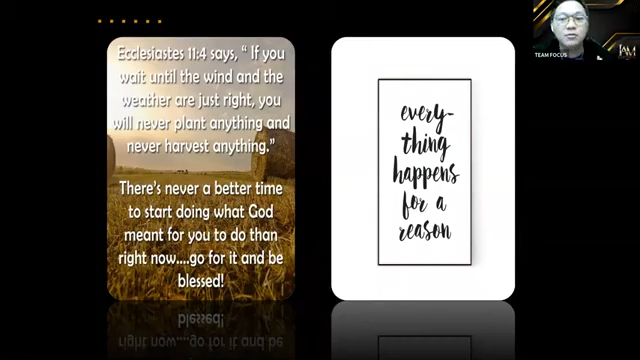 Ecclesiastes 11:4 says, “ If you
wait until the wind and the
weather are just right, you
will never plant anything and
never harvest anything.”
There's never a better time
to start doing what God
meant for you to do than
right now....go for it and be
blessed!
every-
thing
happens
for a
reason
TEAM FOCUS
IAM